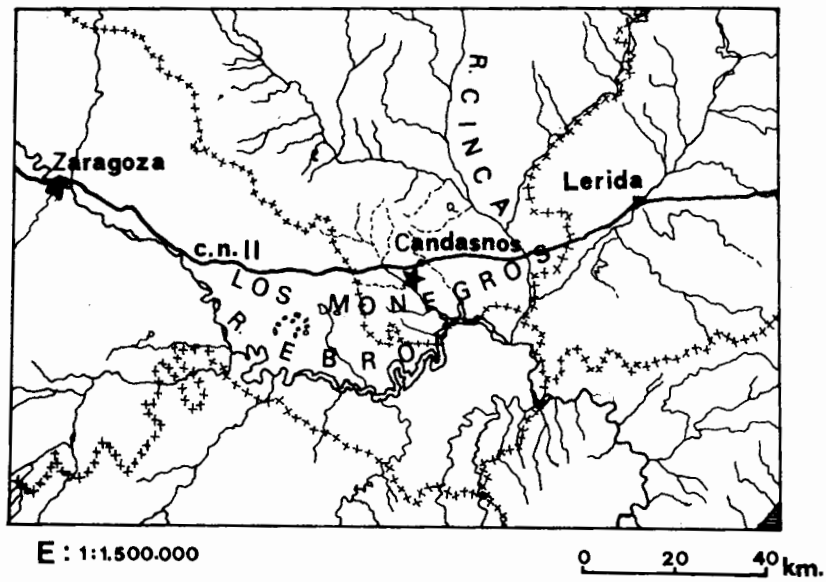 R. CINCA
Zaragoza
Lerida
c.n.II
Candasnos
LOS MONEGROS
R. EBRO
E: 1:1.500.000
0 20 40 km.